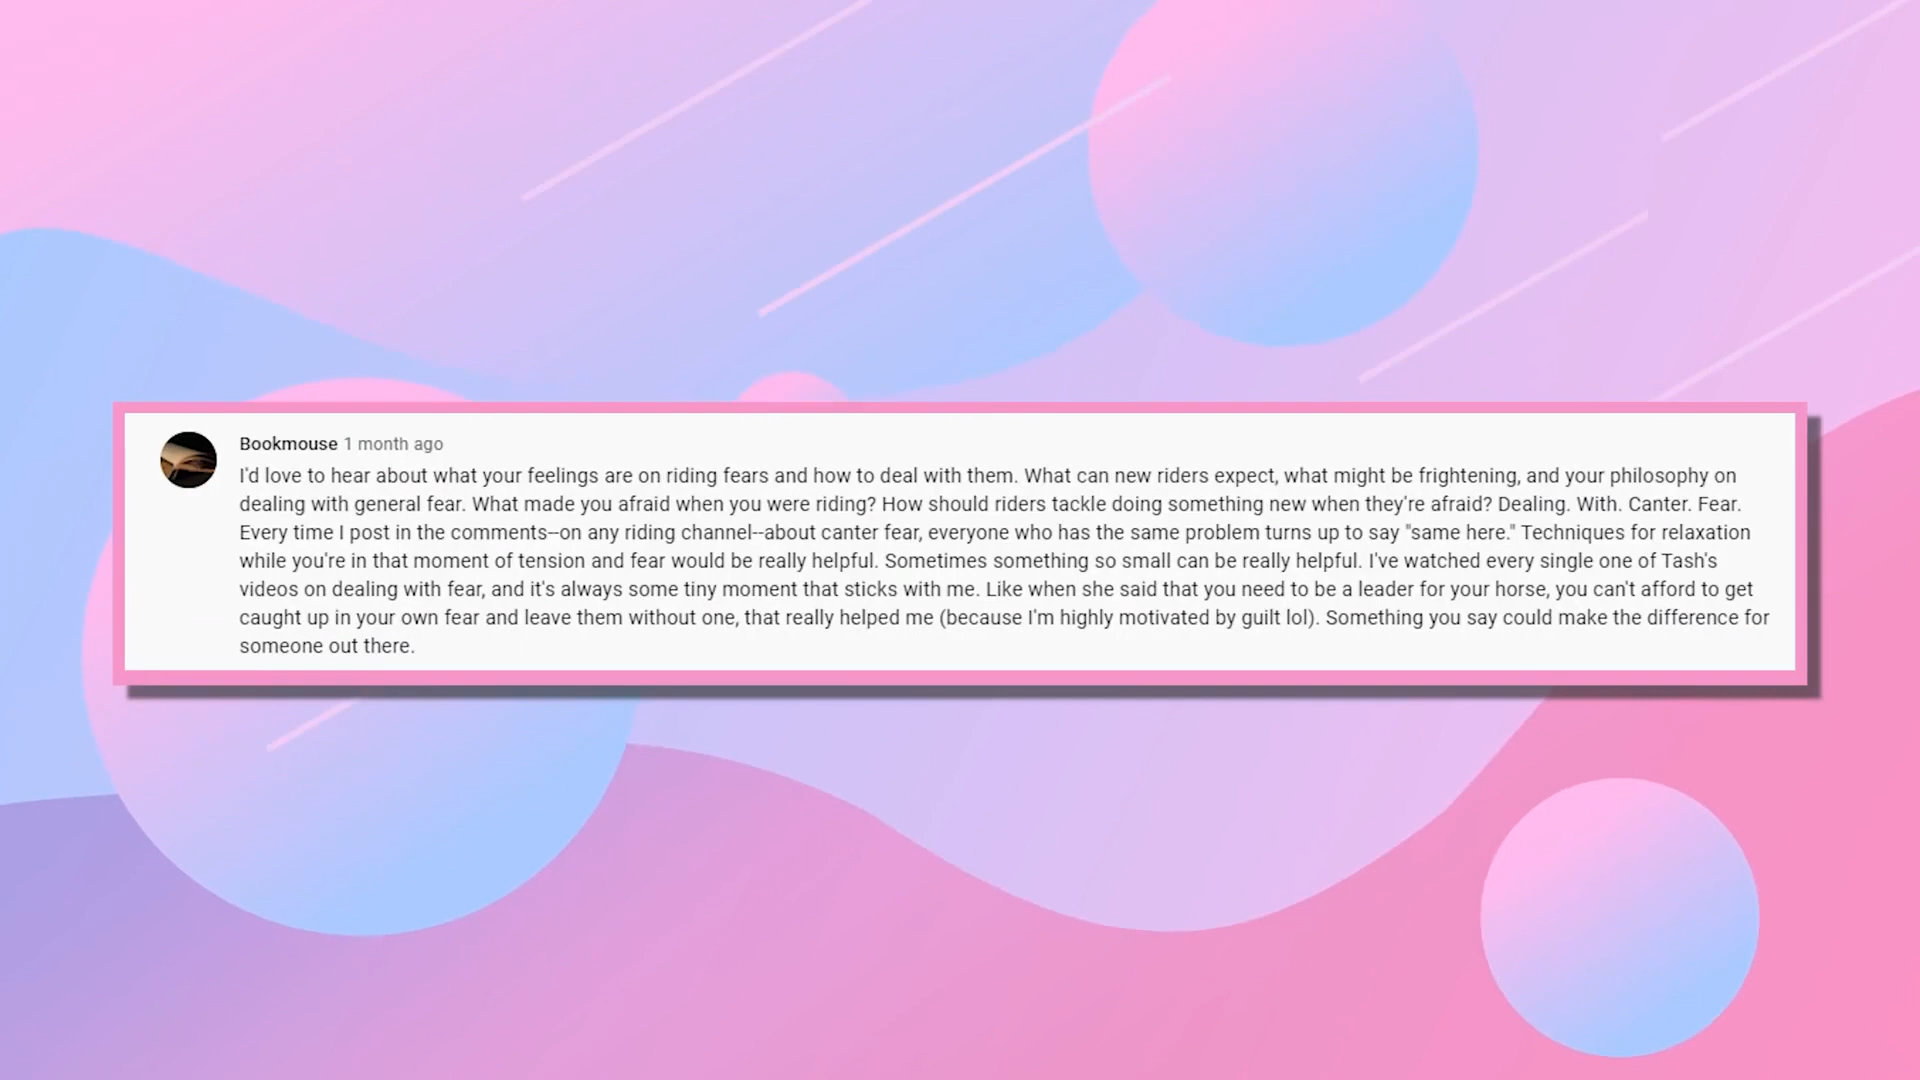 Bookmouse 1 month ago
I'd love to hear about what your feelings are on riding fears and how to deal with them. What can new riders expect, what might be frightening, and your philosophy on
dealing with general fear. What made you afraid when you were riding? How should riders tackle doing something new when they're afraid? Dealing. With. Canter. Fear.
Every time I post in the comments--on any riding channel--about canter fear, everyone who has the same problem turns up to say "same here." Techniques for relaxation
while you're in that moment of tension and fear would be really helpful. Sometimes something so small can be really helpful. I've watched every single one of Tash's
videos on dealing with fear, and it's always some tiny moment that sticks with me. Like when she said that you need to be a leader for your horse, you can't afford to get
caught up in your own fear and leave them without one, that really helped me (because I'm highly motivated by guilt lol). Something you say could make the difference for
someone out there.